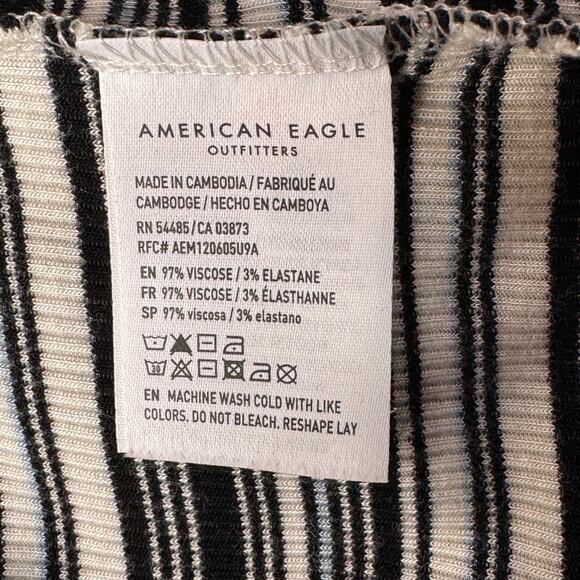 AMERICAN EAGLE
OUTFITTERS
MADE IN CAMBODIA / FABRIQUÉ AU
CAMBODGE / HECHO EN CAMBOYA
RN 54485 / CA 03873
RFC# AEM120605U9A
EN 97% VISCOSE / 3% ELASTANE
FR 97% VISCOSE / 3% ÉLASTHANNE
SP 97% viscosa / 3% elastano
30
EN MACHINE WASH COLD WITH LIKE
COLORS. DO NOT BLEACH. RESHAPE LAY